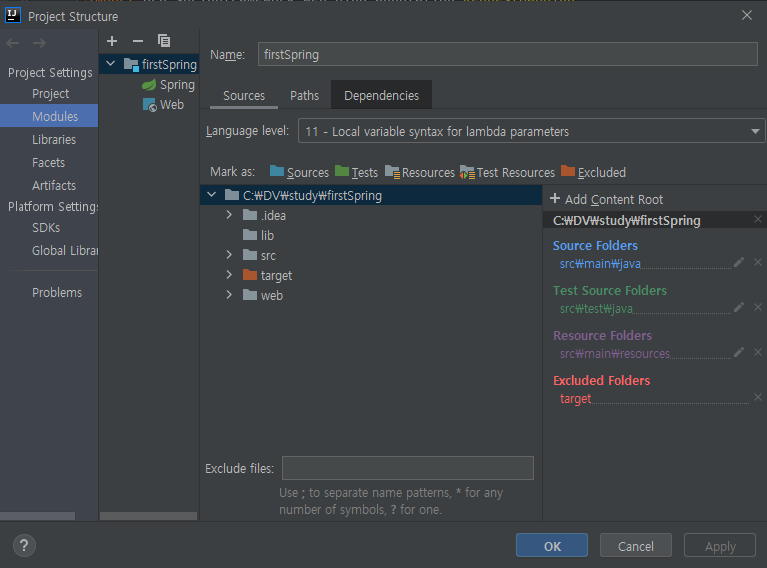 IJ Project Structure
Project Settings
Project
Modules
Libraries
Facets
Artifacts
Platform Settings
SDKs
Global Librar
Problems
firstSpring
Spring
Web
Name: firstSpring
Sources Paths Dependencies
Language level: 11 - Local variable syntax for lambda parameters
Mark as: Sources Tests Resources Test Resources Excluded
C:₩DV₩study₩firstSpring
.idea
lib
src
target
web
Exclude files:
Use ; to separate name patterns, * for any
number of symbols, ? for one.
+ Add Content Root
C:₩DV₩study₩firstSpring
Source Folders
src₩main₩java
Test Source Folders
src₩test₩java
Resource Folders
src₩main₩resources
Excluded Folders
target
? OK Cancel Apply